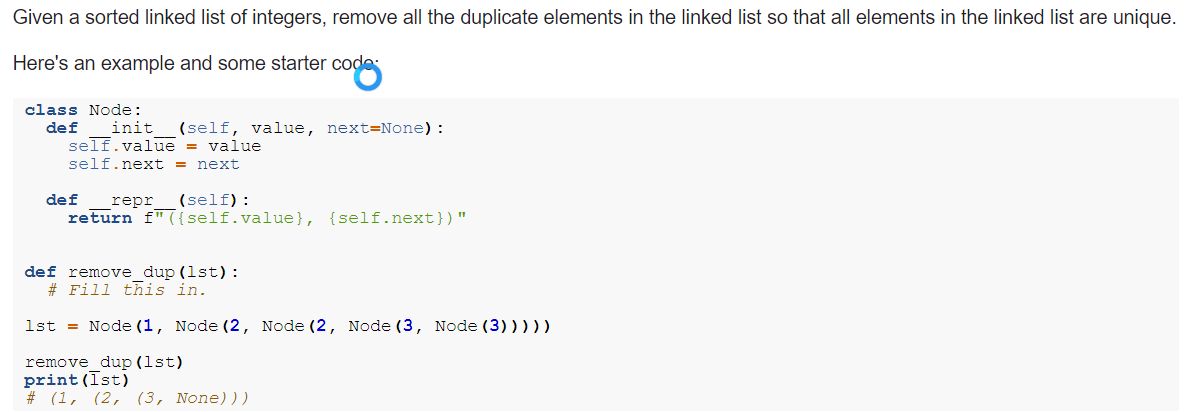 Given a sorted linked list of integers, remove all the duplicate elements in the linked list so that all elements in the linked list are unique.
Here's an example and some starter code:
class Node:
  def __init__(self, value, next=None):
    self.value = value
    self.next = next
  def __repr__(self):
    return f"({self.value}, {self.next})"
def remove_dup(lst):
  # Fill this in.
lst = Node(1, Node(2, Node(2, Node(3, Node(3)))))
remove_dup(lst)
print(lst)
# (1, (2, (3, None)))